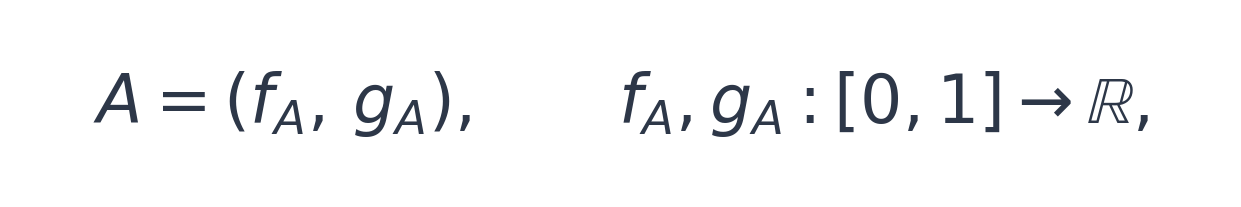 A = (f_A, g_A), f_A, g_A : [0, 1] → ℝ,